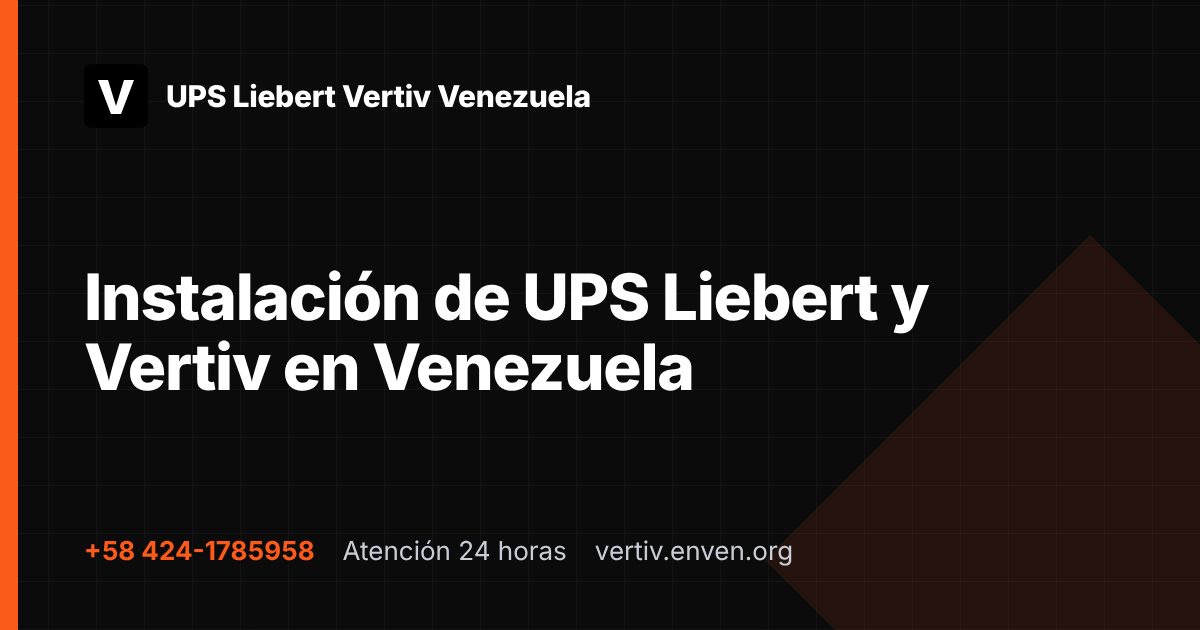 V
UPS Liebert Vertiv Venezuela
Instalación de UPS Liebert y
Vertiv en Venezuela
+58 424-1785958 Atención 24 horas vertiv.enven.org